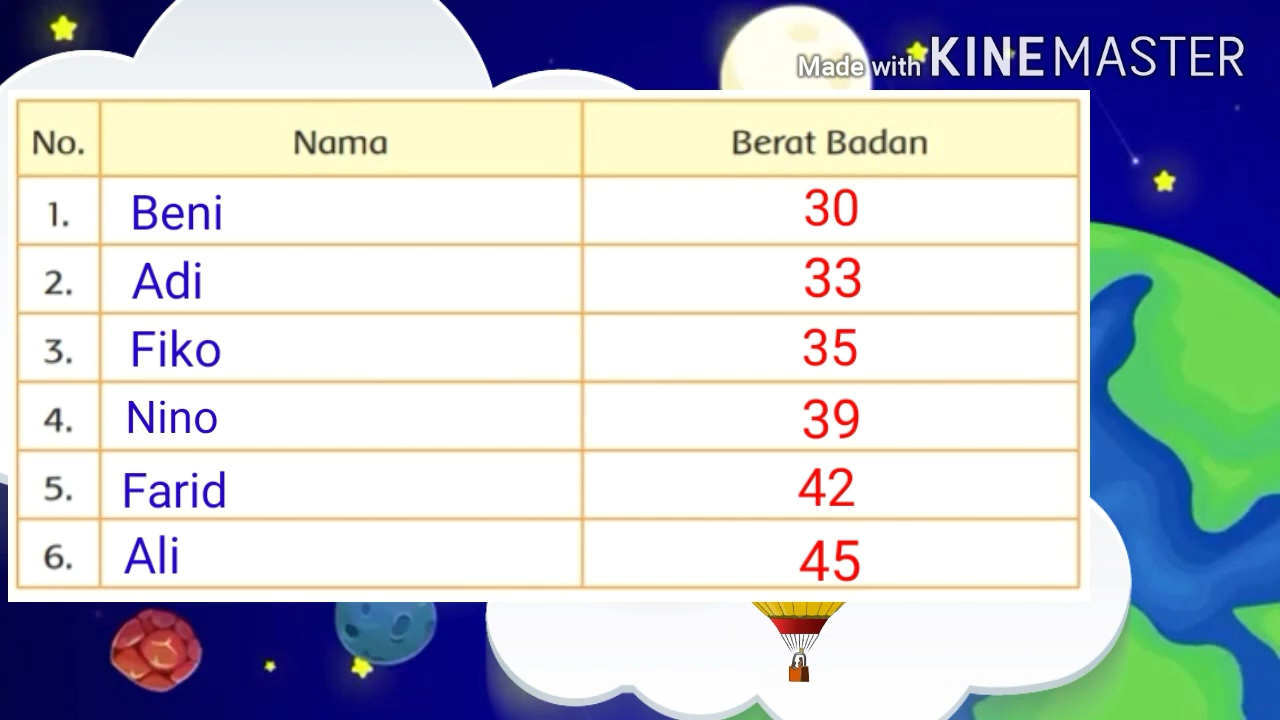 Made with KINEMASTER
No. Nama Berat Badan
1. Beni 30
2. Adi 33
3. Fiko 35
4. Nino 39
5. Farid 42
6. Ali 45